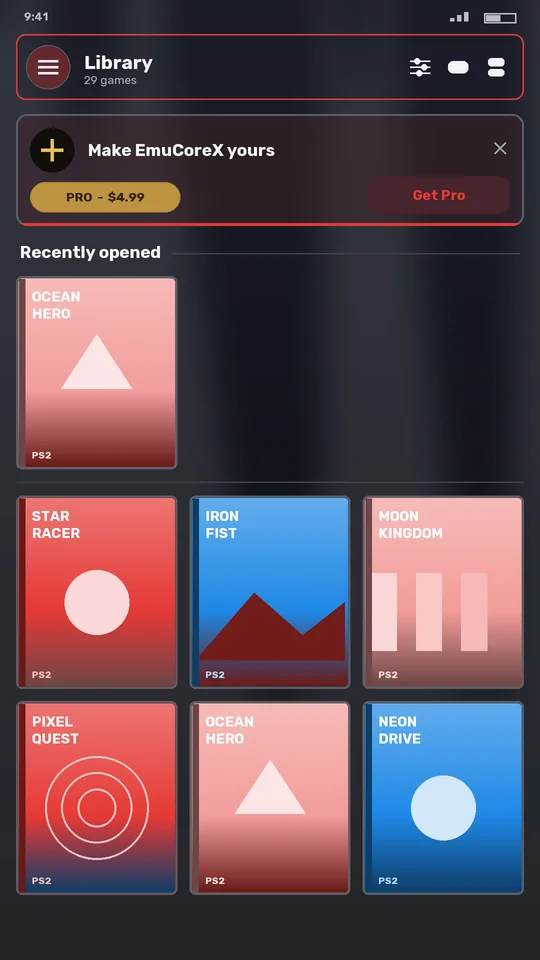 9:41
Library
29 games
Make EmuCoreX yours
PRO - $4.99
Get Pro
Recently opened
OCEAN
HERO
PS2
STAR
RACER
PS2
IRON
FIST
PS2
MOON
KINGDOM
PS2
PIXEL
QUEST
PS2
OCEAN
HERO
PS2
NEON
DRIVE
PS2